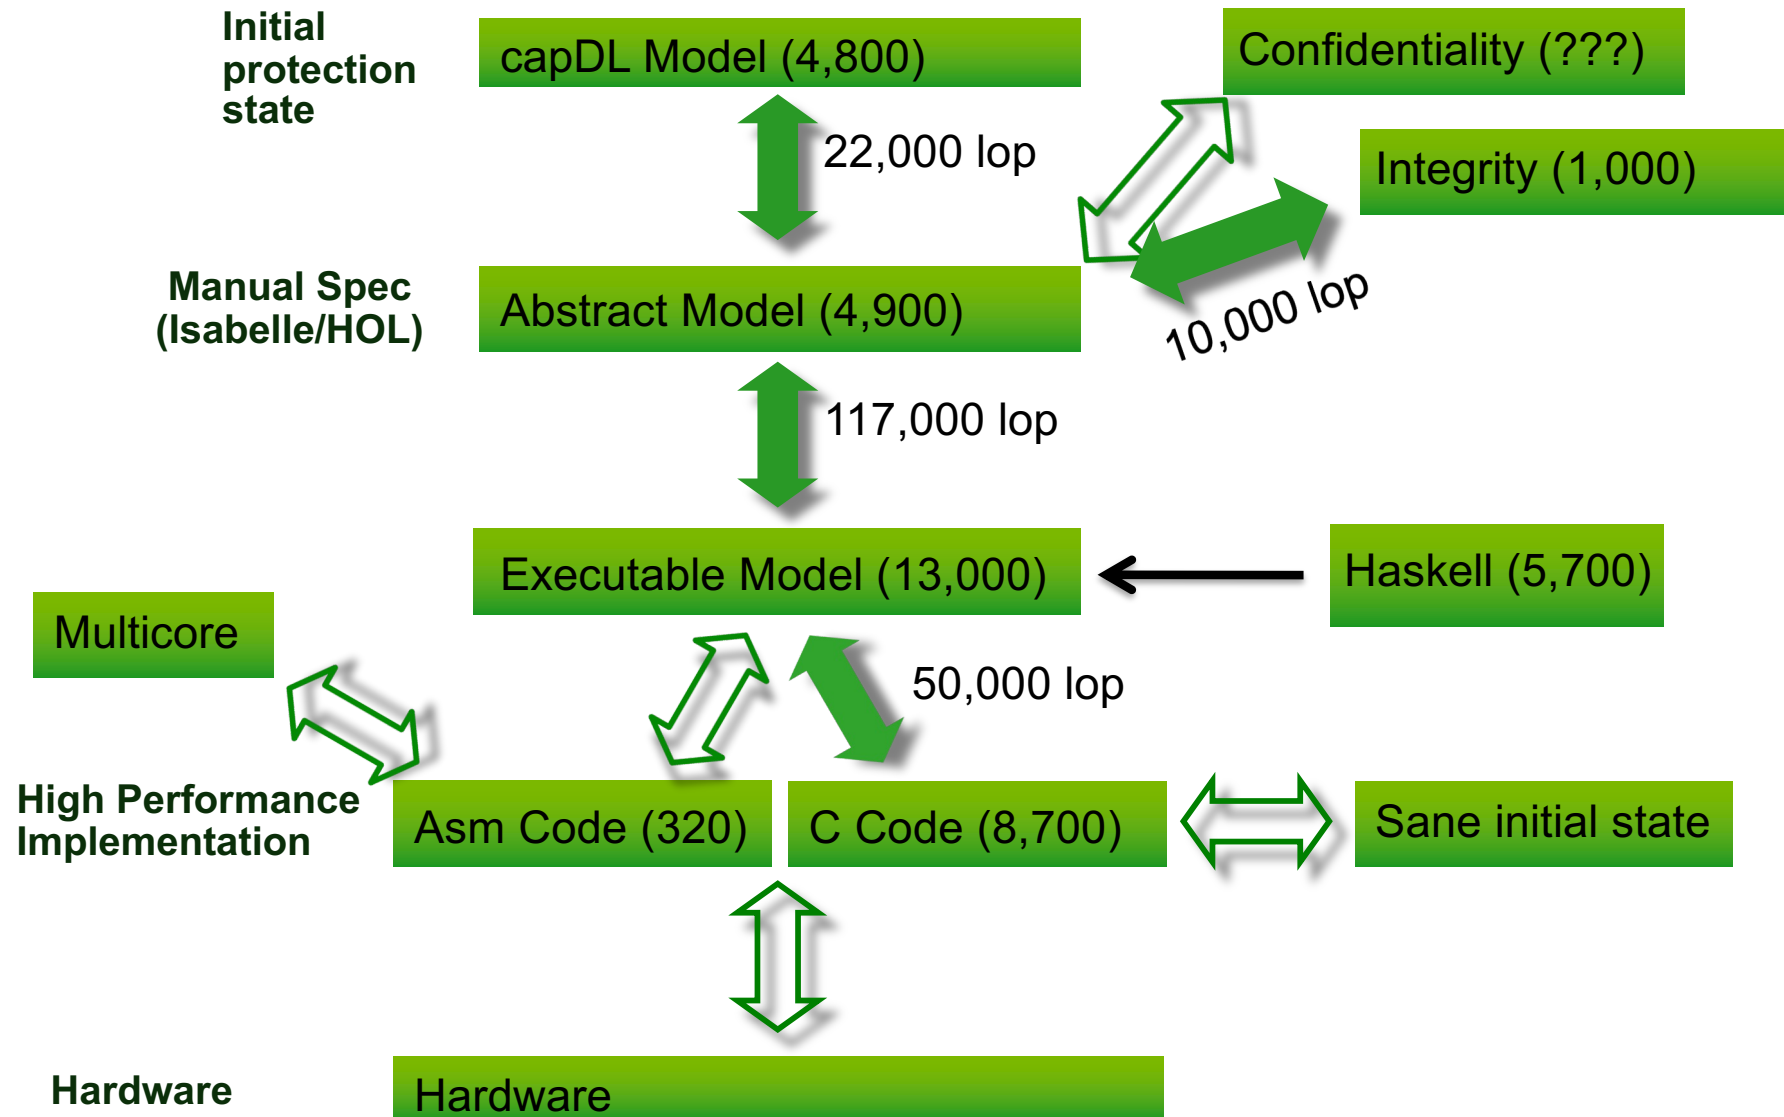 Initial
protection
state
capDL Model (4,800)
Confidentiality (???)
22,000 lop
Integrity (1,000)
Manual Spec
(Isabelle/HOL)
Abstract Model (4,900)
10,000 lop
117,000 lop
Executable Model (13,000)
Haskell (5,700)
Multicore
50,000 lop
High Performance
Implementation
Asm Code (320)
C Code (8,700)
Sane initial state
Hardware
Hardware